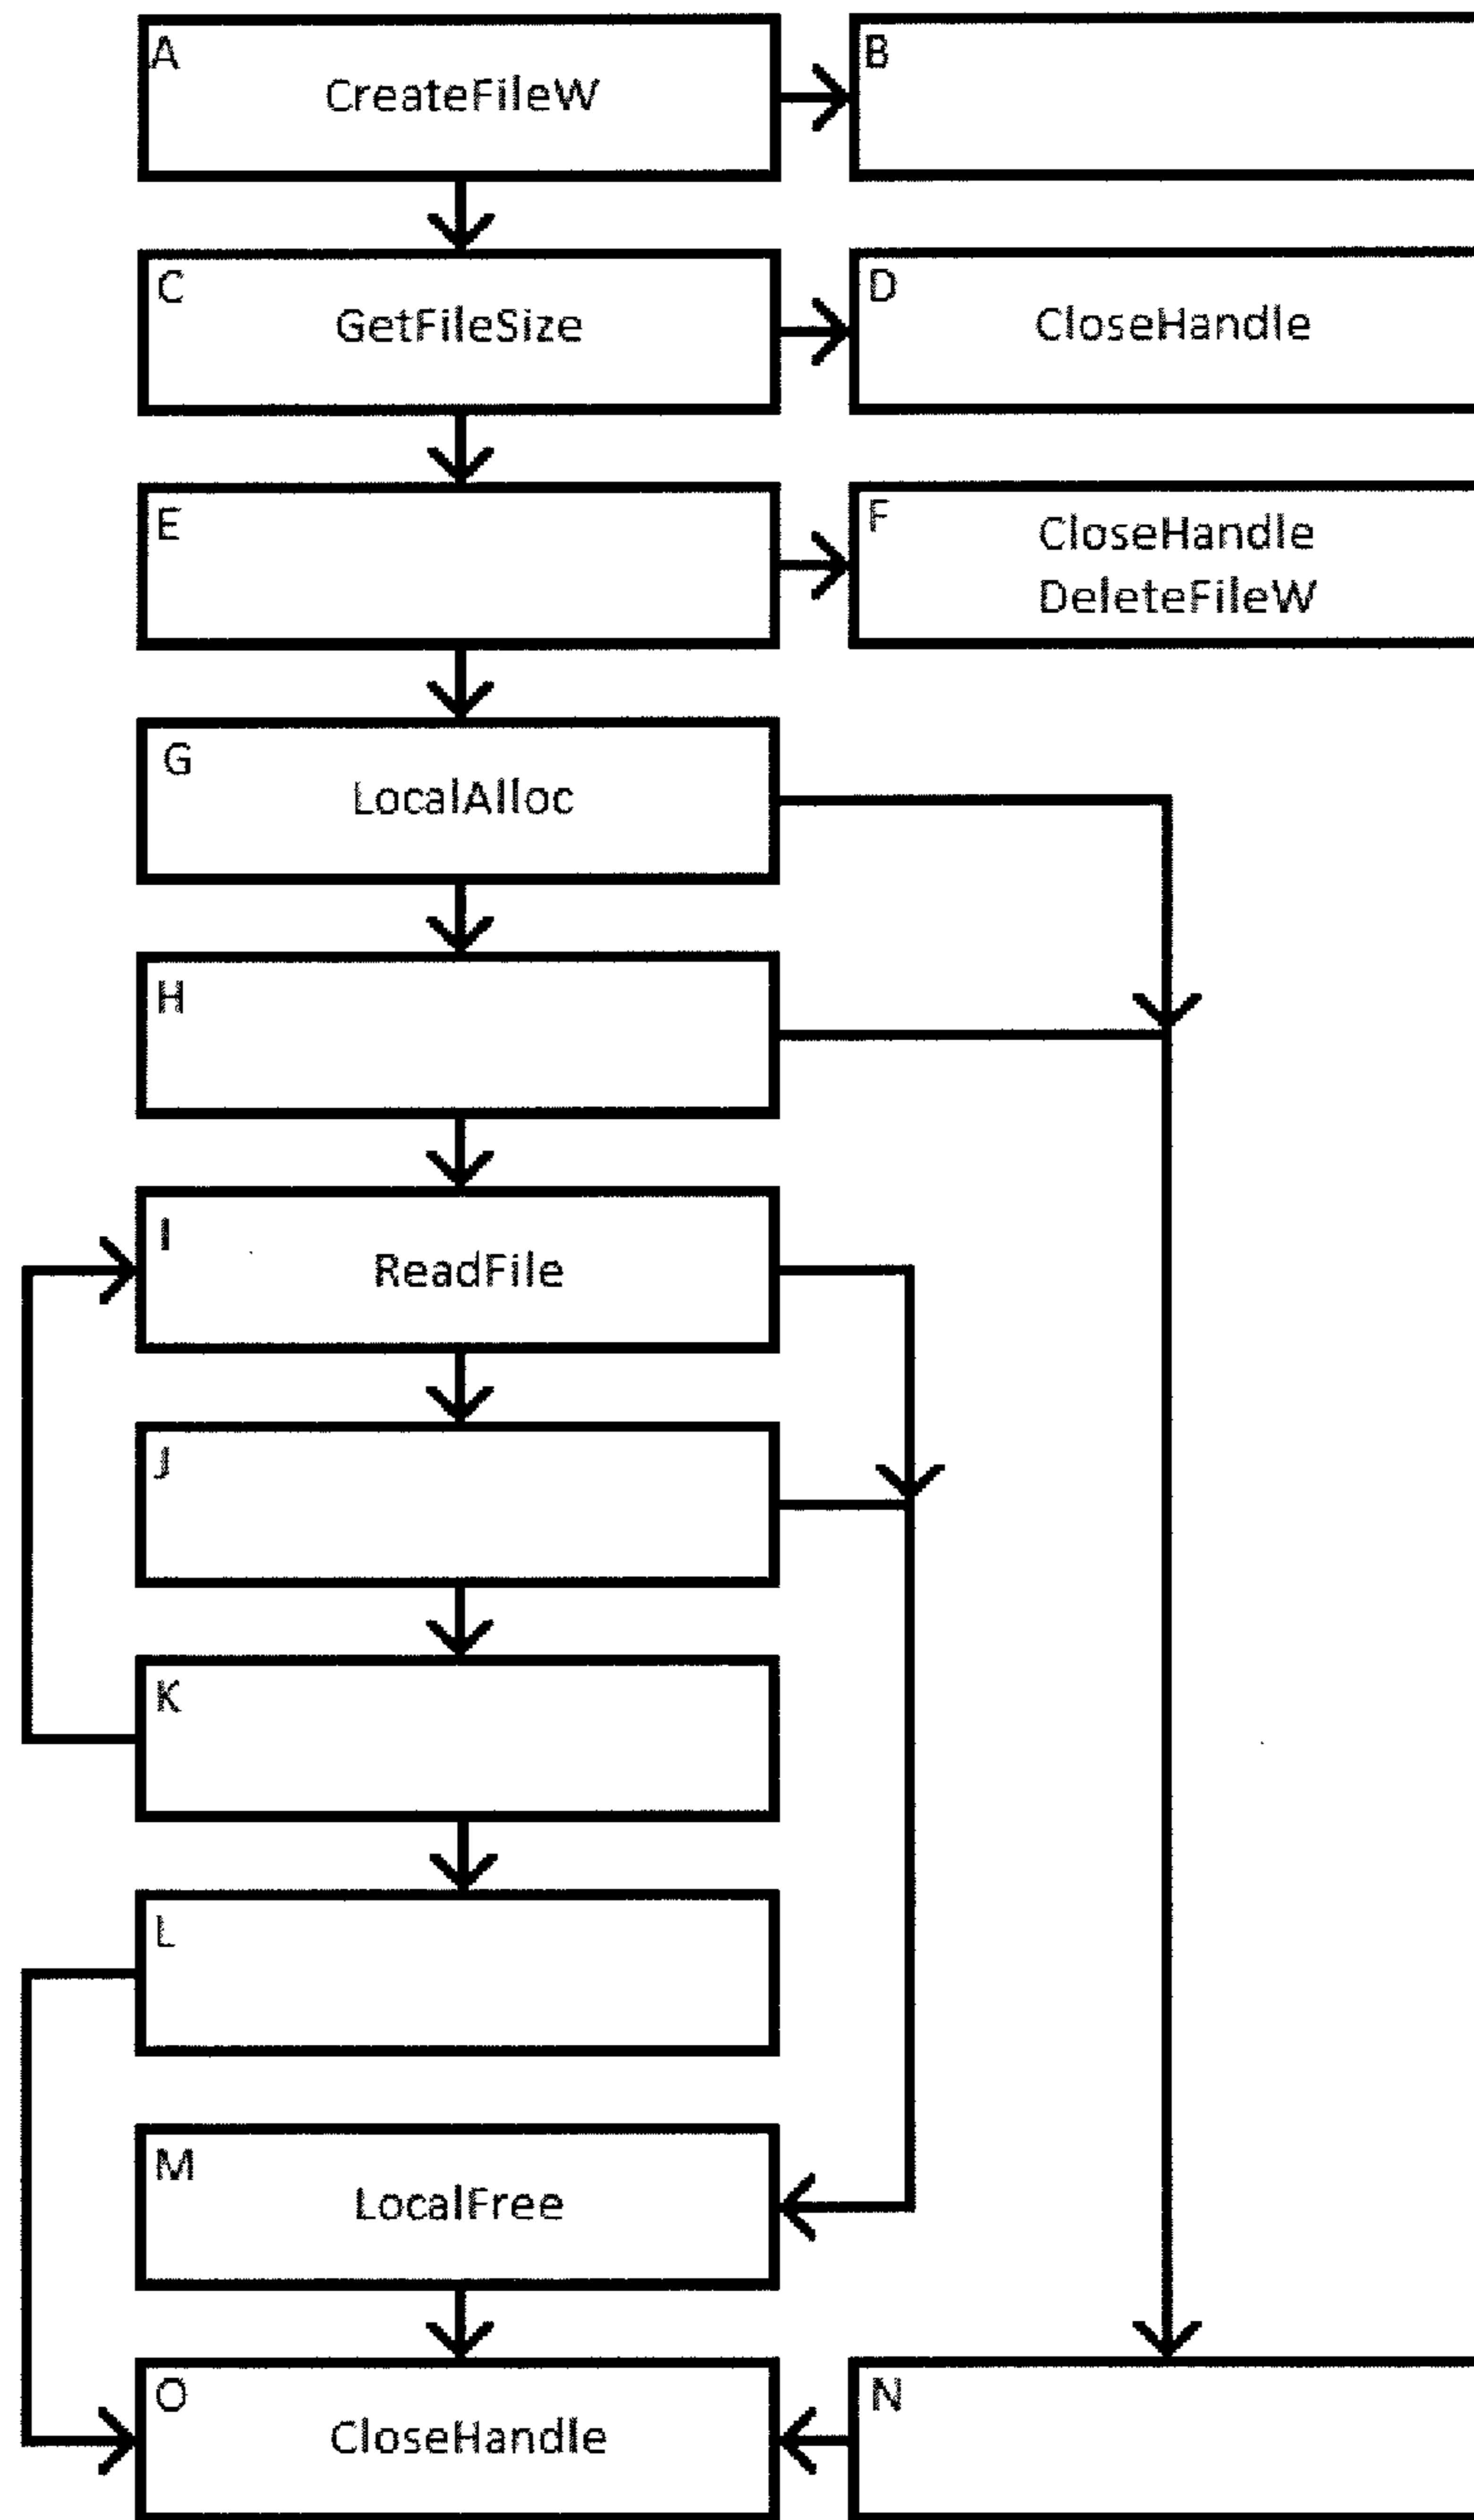 A
CreateFileW
B
C
GetFileSize
D
CloseHandle
E
F
CloseHandle
DeleteFileW
G
LocalAlloc
H
I
ReadFile
J
K
L
M
LocalFree
O
CloseHandle
N